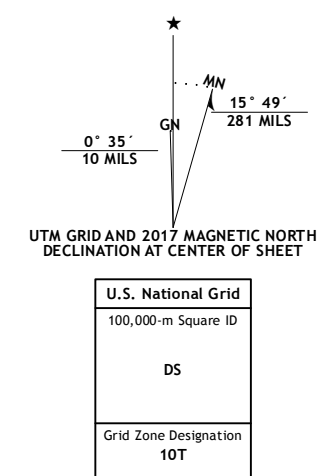 ★
MN
15° 49´
281 MILS
GN
0° 35´
10 MILS
UTM GRID AND 2017 MAGNETIC NORTH
DECLINATION AT CENTER OF SHEET
U.S. National Grid
100,000-m Square ID
DS
Grid Zone Designation
10T